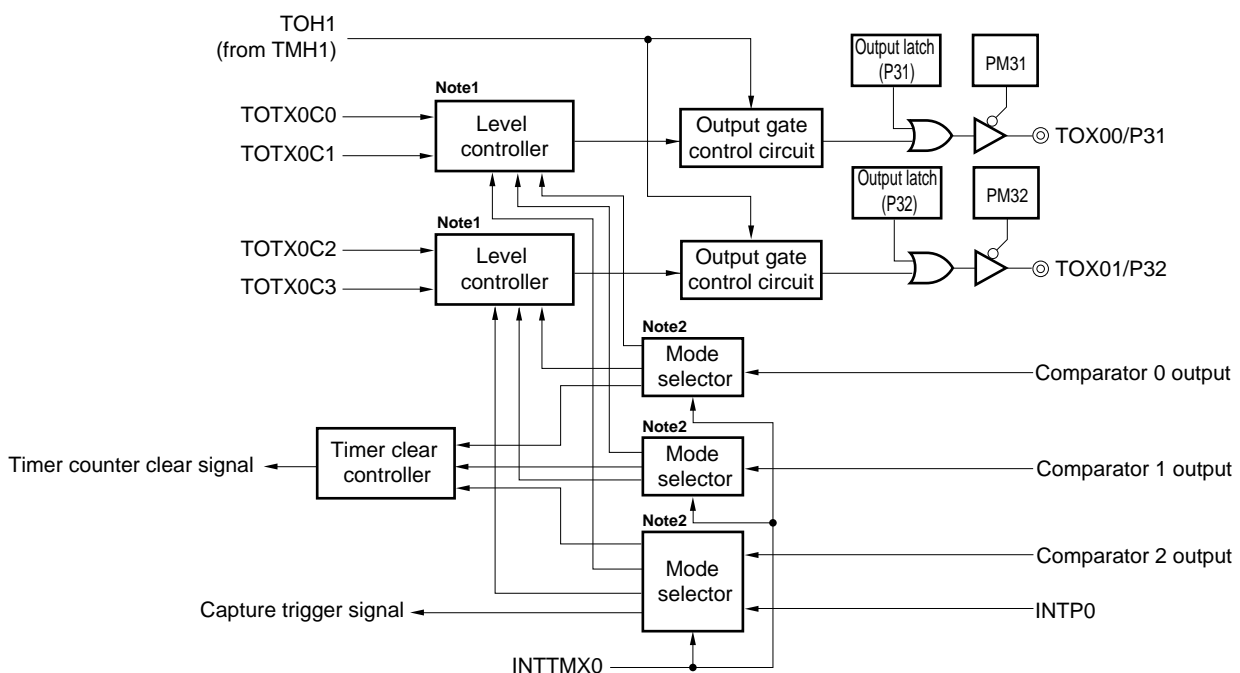 TOH1
(from TMH1)
Output latch
(P31)
PM31
Note1
TOTX0C0
TOTX0C1
Level
controller
Output gate
control circuit
TOX00/P31
Output latch
(P32)
PM32
Note1
TOTX0C2
TOTX0C3
Level
controller
Output gate
control circuit
TOX01/P32
Note2
Mode
selector
Comparator 0 output
Note2
Timer clear
controller
Timer counter clear signal
Mode
selector
Comparator 1 output
Note2
Mode
selector
Comparator 2 output
Capture trigger signal
INTP0
INTTMX0